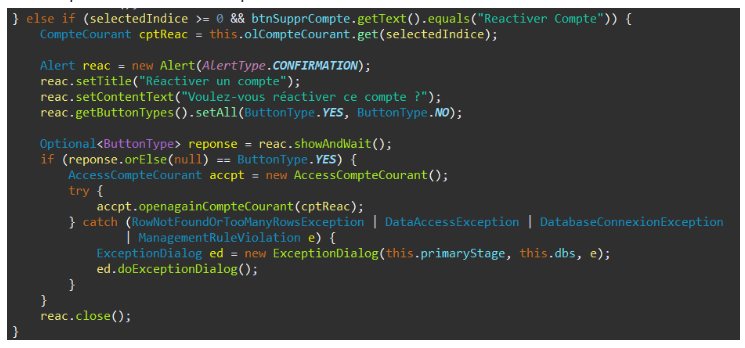 } else if (selectedIndice >= 0 && btnSupprCompte.getText().equals("Reactiver Compte")) {
CompteCourant cptReac = this.olCompteCourant.get(selectedIndice);
Alert reac = new Alert(AlertType.CONFIRMATION);
reac.setTitle("Réactiver un compte");
reac.setContentText("Voulez-vous réactiver ce compte ?");
reac.getButtonTypes().setAll(ButtonType.YES, ButtonType.NO);
Optional<ButtonType> reponse = reac.showAndWait();
if (reponse.orElse(null) == ButtonType.YES) {
AccessCompteCourant accpt = new AccessCompteCourant();
try {
accpt.openagainCompteCourant(cptReac);
} catch (RowNotFoundOrTooManyRowsException | DataAccessException | DatabaseConnexionException
| ManagementRuleViolation e) {
ExceptionDialog ed = new ExceptionDialog(this.primaryStage, this.dbs, e);
ed.doExceptionDialog();
}
}
reac.close();
}